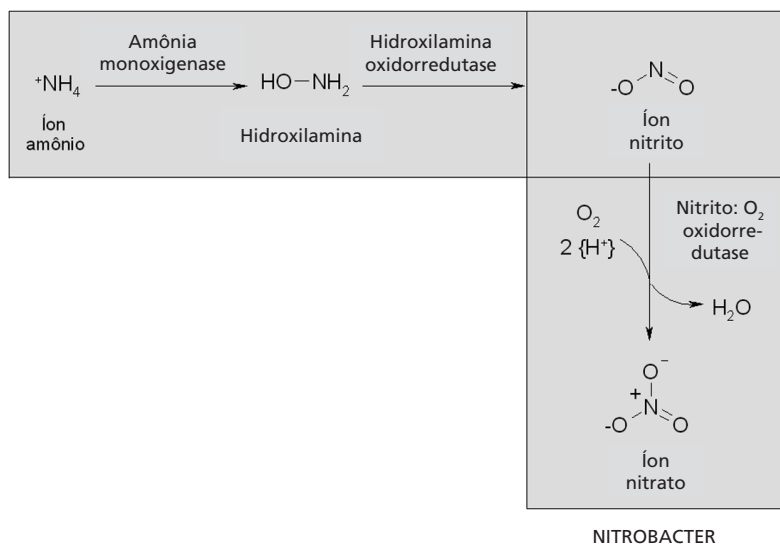 Amônia
monoxigenase
Hidroxilamina
oxidorredutase
⁺NH₄
Íon
amônio
HO–NH₂
Hidroxilamina
N
-O O
Íon
nitrito
O₂
2 {H⁺}
Nitrito: O₂
oxidorre-
dutase
H₂O
O⁻
+
N
-O O
Íon
nitrato
NITROBACTER